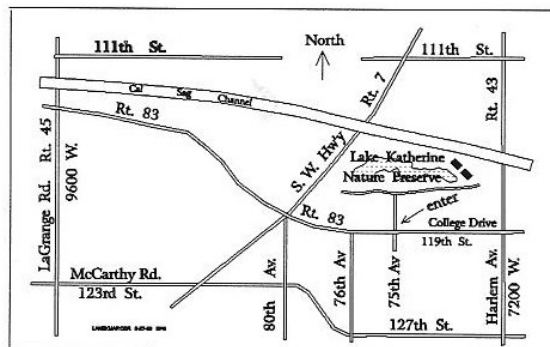 111th St.
North
111th St.
Cal Sag Channel
Rt. 7
Rt. 43
Rt. 83
Rt. 45
S. W. Hwy
Lake Katherine
Nature Preserve
enter
LaGrange Rd.
9600 W.
Rt. 83
College Drive
119th St.
McCarthy Rd.
123rd St.
80th Av.
76th Av
75th Av
Harlem Av.
7200 W.
127th St.